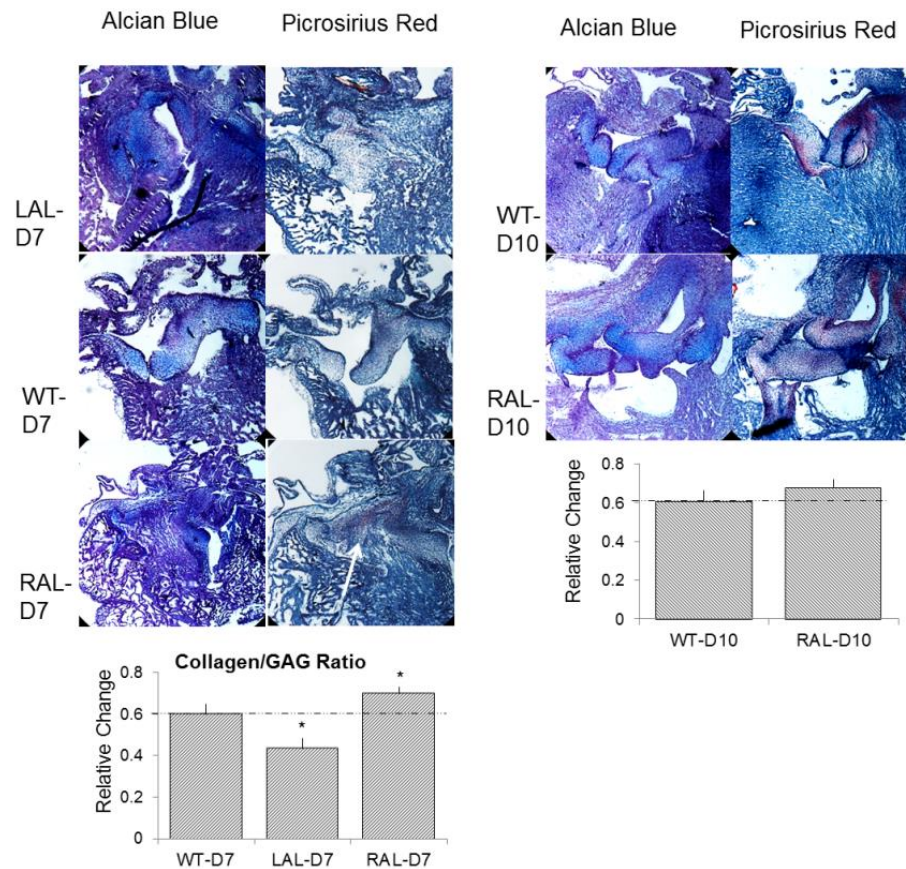 Alcian Blue
Picrosirius Red
LAL-
D7
WT-
D7
RAL-
D7
Collagen/GAG Ratio
Relative Change
0.8
0.6
0.4
0.2
0
*
*
WT-D7
LAL-D7
RAL-D7
Alcian Blue
Picrosirius Red
WT-
D10
RAL-
D10
Relative Change
0.8
0.6
0.4
0.2
0
WT-D10
RAL-D10